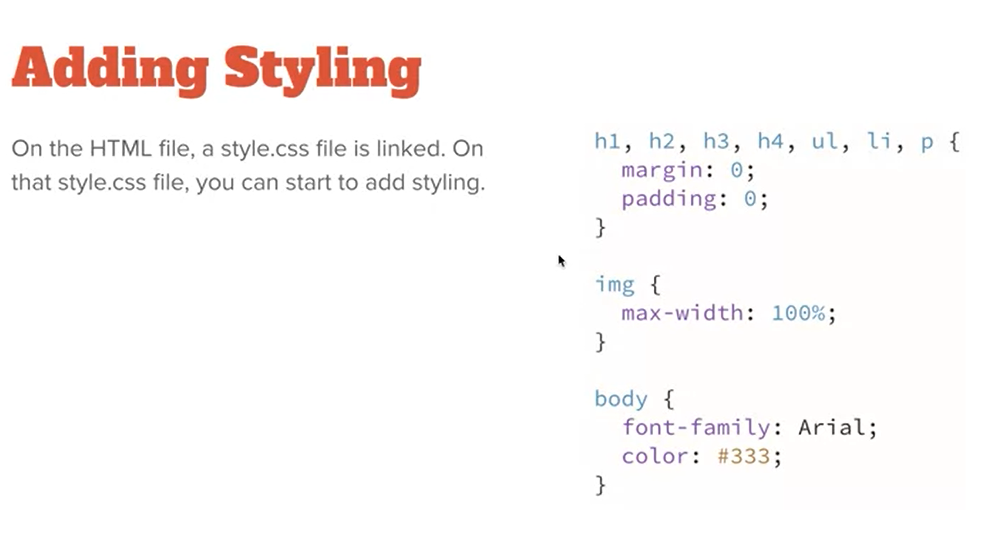 Adding Styling
On the HTML file, a style.css file is linked. On
that style.css file, you can start to add styling.
h1, h2, h3, h4, ul, li, p {
  margin: 0;
  padding: 0;
}
img {
  max-width: 100%;
}
body {
  font-family: Arial;
  color: #333;
}